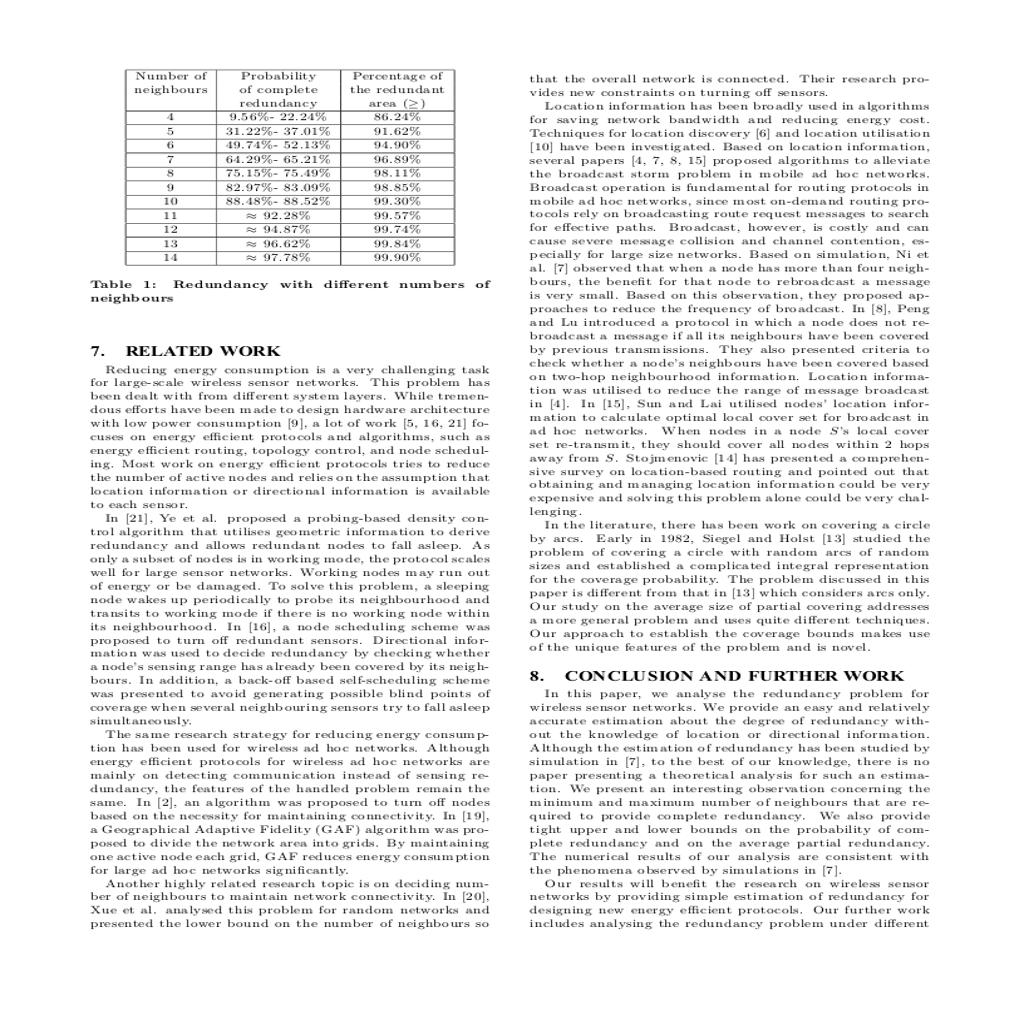 Number of neighbours | Probability of complete redundancy | Percentage of the redundant area (≥)
4 | 9.56%- 22.24% | 86.24%
5 | 31.22%- 37.01% | 91.62%
6 | 49.74%- 52.13% | 94.90%
7 | 64.29%- 65.21% | 96.89%
8 | 75.15%- 75.49% | 98.11%
9 | 82.97%- 83.09% | 98.85%
10 | 88.48%- 88.52% | 99.30%
11 | ≈ 92.28% | 99.57%
12 | ≈ 94.87% | 99.74%
13 | ≈ 96.62% | 99.84%
14 | ≈ 97.78% | 99.90%
Table 1: Redundancy with different numbers of
neighbours
7. RELATED WORK
Reducing energy consumption is a very challenging task
for large-scale wireless sensor networks. This problem has
been dealt with from different system layers. While tremen-
dous efforts have been made to design hardware architecture
with low power consumption [9], a lot of work [5, 16, 21] fo-
cuses on energy efficient protocols and algorithms, such as
energy efficient routing, topology control, and node schedul-
ing. Most work on energy efficient protocols tries to reduce
the number of active nodes and relies on the assumption that
location information or directional information is available
to each sensor.
In [21], Ye et al. proposed a probing-based density con-
trol algorithm that utilises geometric information to derive
redundancy and allows redundant nodes to fall asleep. As
only a subset of nodes is in working mode, the protocol scales
well for large sensor networks. Working nodes may run out
of energy or be damaged. To solve this problem, a sleeping
node wakes up periodically to probe its neighbourhood and
transits to working mode if there is no working node within
its neighbourhood. In [16], a node scheduling scheme was
proposed to turn off redundant sensors. Directional infor-
mation was used to decide redundancy by checking whether
a node's sensing range has already been covered by its neigh-
bours. In addition, a back-off based self-scheduling scheme
was presented to avoid generating possible blind points of
coverage when several neighbouring sensors try to fall asleep
simultaneously.
The same research strategy for reducing energy consump-
tion has been used for wireless ad hoc networks. Although
energy efficient protocols for wireless ad hoc networks are
mainly on detecting communication instead of sensing re-
dundancy, the features of the handled problem remain the
same. In [2], an algorithm was proposed to turn off nodes
based on the necessity for maintaining connectivity. In [19],
a Geographical Adaptive Fidelity (GAF) algorithm was pro-
posed to divide the network area into grids. By maintaining
one active node each grid, GAF reduces energy consumption
for large ad hoc networks significantly.
Another highly related research topic is on deciding num-
ber of neighbours to maintain network connectivity. In [20],
Xue et al. analysed this problem for random networks and
presented the lower bound on the number of neighbours so
that the overall network is connected. Their research pro-
vides new constraints on turning off sensors.
Location information has been broadly used in algorithms
for saving network bandwidth and reducing energy cost.
Techniques for location discovery [6] and location utilisation
[10] have been investigated. Based on location information,
several papers [4, 7, 8, 15] proposed algorithms to alleviate
the broadcast storm problem in mobile ad hoc networks.
Broadcast operation is fundamental for routing protocols in
mobile ad hoc networks, since most on-demand routing pro-
tocols rely on broadcasting route request messages to search
for effective paths. Broadcast, however, is costly and can
cause severe message collision and channel contention, es-
pecially for large size networks. Based on simulation, Ni et
al. [7] observed that when a node has more than four neigh-
bours, the benefit for that node to rebroadcast a message
is very small. Based on this observation, they proposed ap-
proaches to reduce the frequency of broadcast. In [8], Peng
and Lu introduced a protocol in which a node does not re-
broadcast a message if all its neighbours have been covered
by previous transmissions. They also presented criteria to
check whether a node's neighbours have been covered based
on two-hop neighbourhood information. Location informa-
tion was utilised to reduce the range of message broadcast
in [4]. In [15], Sun and Lai utilised nodes' location infor-
mation to calculate optimal local cover set for broadcast in
ad hoc networks. When nodes in a node S's local cover
set re-transmit, they should cover all nodes within 2 hops
away from S. Stojmenovic [14] has presented a comprehen-
sive survey on location-based routing and pointed out that
obtaining and managing location information could be very
expensive and solving this problem alone could be very chal-
lenging.
In the literature, there has been work on covering a circle
by arcs. Early in 1982, Siegel and Holst [13] studied the
problem of covering a circle with random arcs of random
sizes and established a complicated integral representation
for the coverage probability. The problem discussed in this
paper is different from that in [13] which considers arcs only.
Our study on the average size of partial covering addresses
a more general problem and uses quite different techniques.
Our approach to establish the coverage bounds makes use
of the unique features of the problem and is novel.
8. CONCLUSION AND FURTHER WORK
In this paper, we analyse the redundancy problem for
wireless sensor networks. We provide an easy and relatively
accurate estimation about the degree of redundancy with-
out the knowledge of location or directional information.
Although the estimation of redundancy has been studied by
simulation in [7], to the best of our knowledge, there is no
paper presenting a theoretical analysis for such an estima-
tion. We present an interesting observation concerning the
minimum and maximum number of neighbours that are re-
quired to provide complete redundancy. We also provide
tight upper and lower bounds on the probability of com-
plete redundancy and on the average partial redundancy.
The numerical results of our analysis are consistent with
the phenomena observed by simulations in [7].
Our results will benefit the research on wireless sensor
networks by providing simple estimation of redundancy for
designing new energy efficient protocols. Our further work
includes analysing the redundancy problem under different